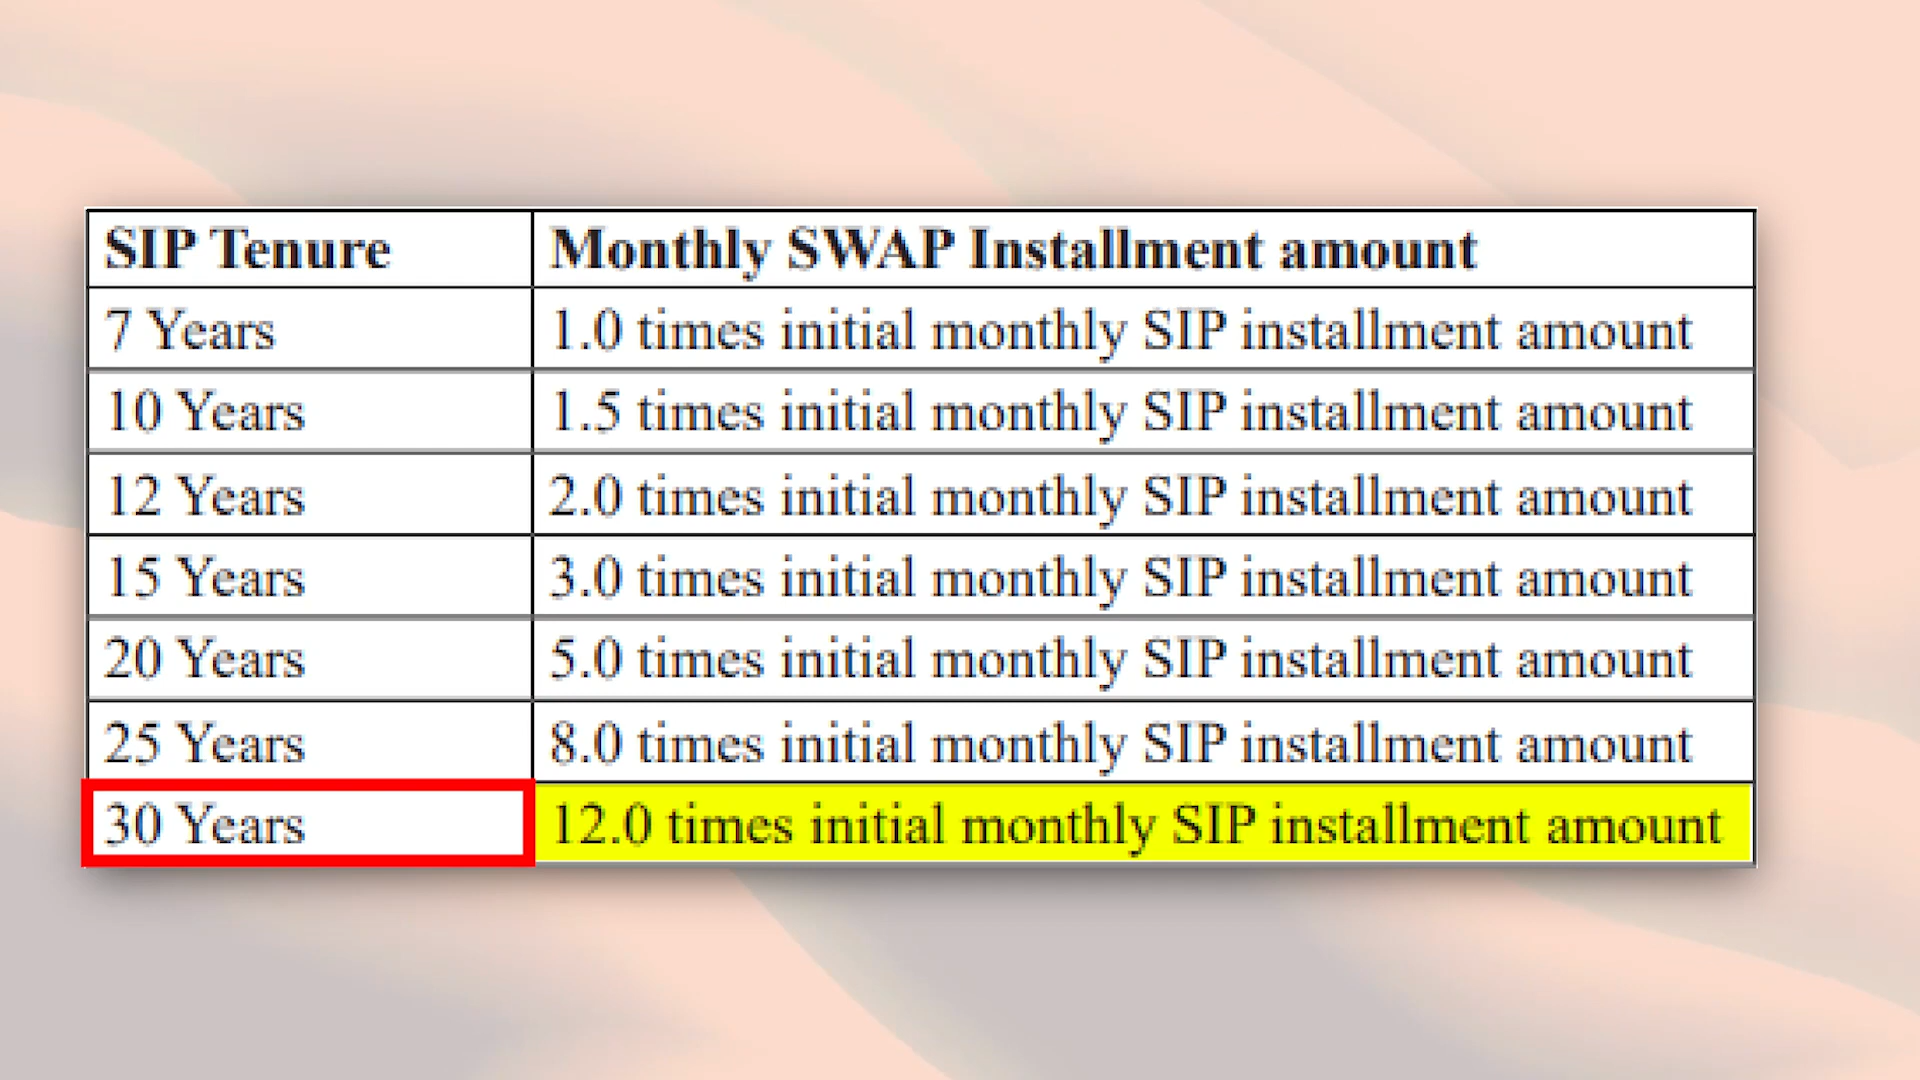 SIP Tenure Monthly SWAP Installment amount
7 Years 1.0 times initial monthly SIP installment amount
10 Years 1.5 times initial monthly SIP installment amount
12 Years 2.0 times initial monthly SIP installment amount
15 Years 3.0 times initial monthly SIP installment amount
20 Years 5.0 times initial monthly SIP installment amount
25 Years 8.0 times initial monthly SIP installment amount
30 Years 12.0 times initial monthly SIP installment amount